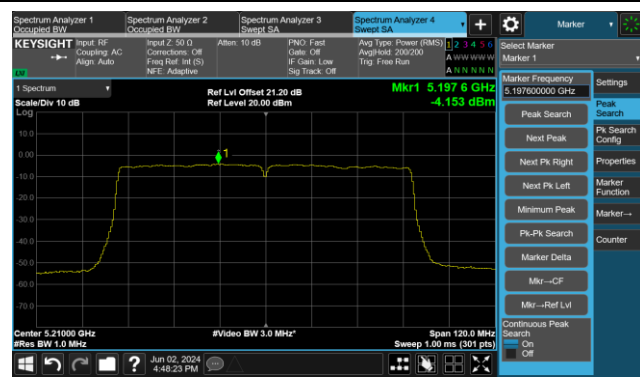 Spectrum Analyzer 1
Occupied BW
Spectrum Analyzer 2
Occupied BW
Spectrum Analyzer 3
Swept SA
Spectrum Analyzer 4
Swept SA
Marker
KEYSIGHT
Input: RF
Coupling: AC
Align: Auto
Input Z: 50 Ω
Corrections: Off
Freq Ref: Int (S)
NFE: Adaptive
Atten: 10 dB
PNO: Fast
Gate: Off
IF Gain: Low
Sig Track: Off
Avg Type: Power (RMS)
Avg|Hold: 200/200
Trig: Free Run
1 2 3 4 5 6
A W W W W W
A N N N N N
LXI
Select Marker
Marker 1
1 Spectrum
Scale/Div 10 dB
Log
Ref Lvl Offset 21.20 dB
Ref Level 20.00 dBm
Mkr1 5.197 6 GHz
-4.153 dBm
10.0
0.00
-10.0
-20.0
-30.0
-40.0
-50.0
-60.0
-70.0
1
Center 5.21000 GHz
#Res BW 1.0 MHz
#Video BW 3.0 MHz*
Span 120.0 MHz
Sweep 1.00 ms (301 pts)
Marker Frequency
5.197600000 GHz
Peak Search
Next Peak
Next Pk Right
Next Pk Left
Minimum Peak
Pk-Pk Search
Marker Delta
Mkr→CF
Mkr→Ref Lvl
Continuous Peak
Search
On
Off
Settings
Peak
Search
Pk Search
Config
Properties
Marker
Function
Marker→
Counter
Jun 02, 2024
4:48:23 PM